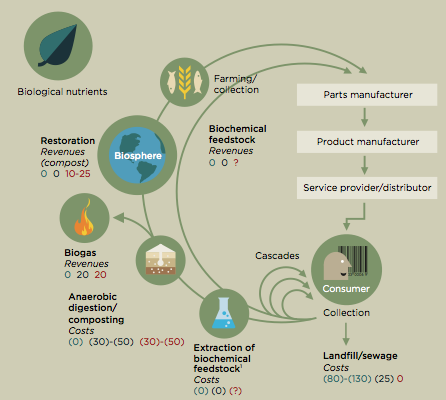 Biological nutrients
Farming/
collection
Parts manufacturer
Biochemical
feedstock
Revenues
0 0 ?
Restoration
Revenues
(compost)
0 0 10-25
Biosphere
Product manufacturer
Service provider/distributor
Biogas
Revenues
0 20 20
Cascades
Consumer
Collection
Anaerobic
digestion/
composting
Costs
(0) (30)-(50) (30)-(50)
Extraction of
biochemical
feedstock¹
Costs
(0) (0) (?)
Landfill/sewage
Costs
(80)-(130) (25) 0